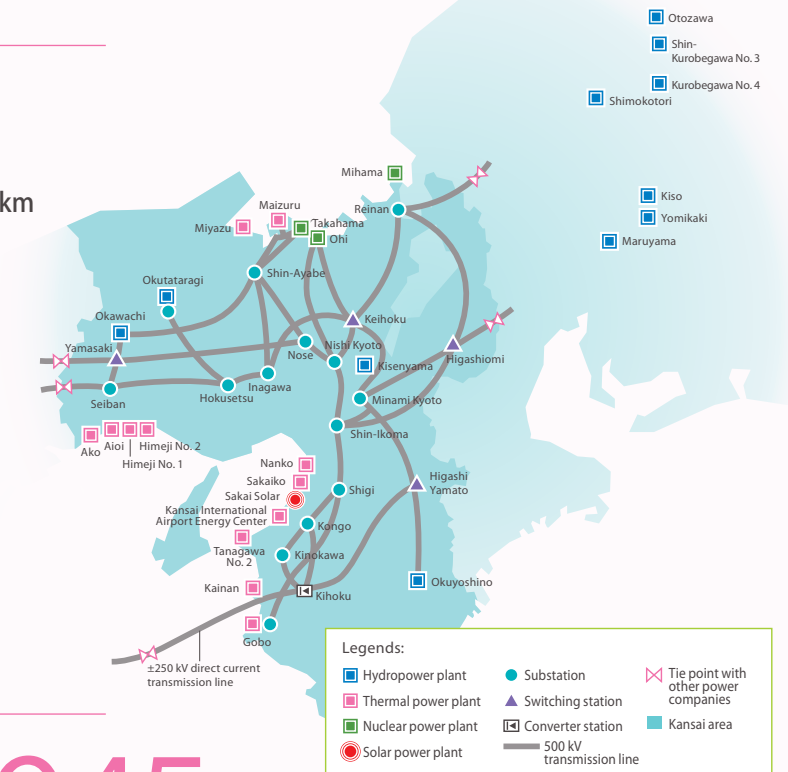 Otozawa
Shin-
Kurobegawa No. 3
Kurobegawa No. 4
Shimokotori
Mihama
km
Maizuru
Reinan
Kiso
Miyazu
Takahama
Yomikaki
Ohi
Maruyama
Shin-Ayabe
Okutataragi
Okawachi
Keihoku
Yamasaki
Nishi Kyoto
Nose
Higashiomi
Kisenyama
Inagawa
Hokusetsu
Seiban
Minami Kyoto
Shin-Ikoma
Aioi
Himeji No. 2
Ako
Himeji No. 1
Nanko
Higashi
Yamato
Sakaiko
Shigi
Sakai Solar
Kansai International
Airport Energy Center
Kongo
Tanagawa
No. 2
Kinokawa
Okuyoshino
Kainan
Kihoku
Gobo
±250 kV direct current
transmission line
Legends:
Hydropower plant
Thermal power plant
Nuclear power plant
Solar power plant
Substation
Switching station
Converter station
500 kV
transmission line
Tie point with
other power
companies
Kansai area